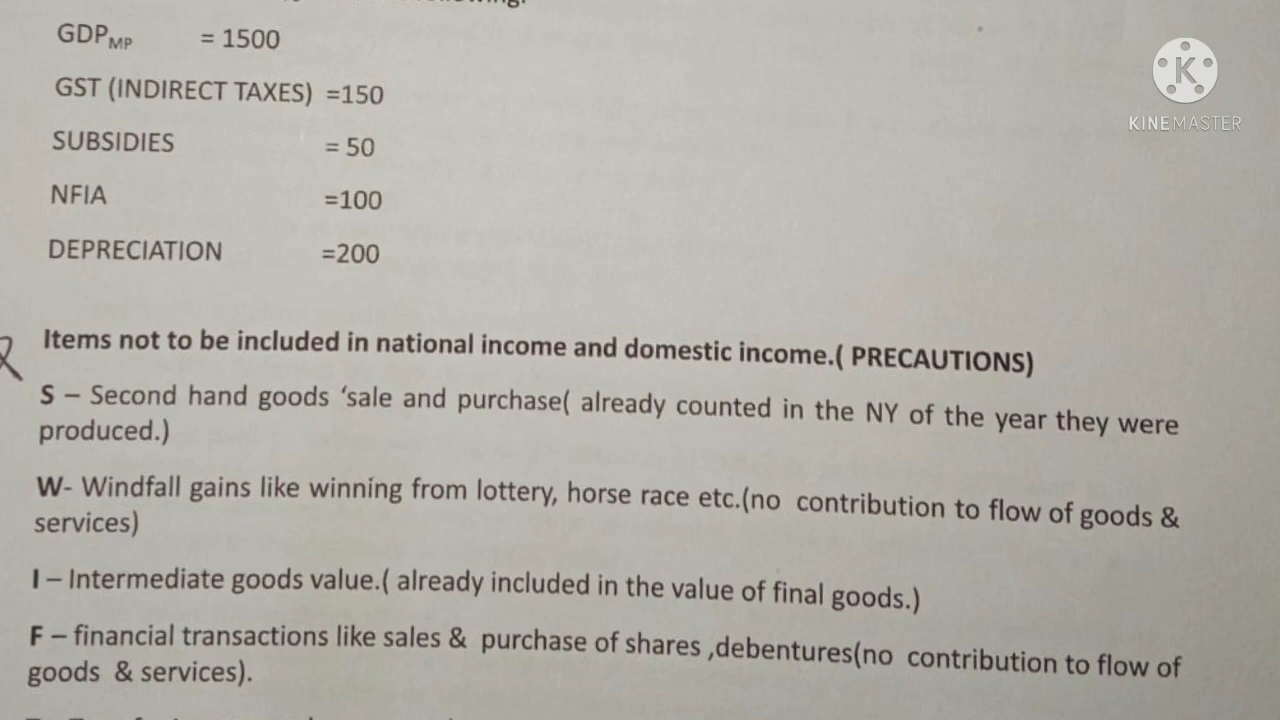 GDPMP = 1500
GST (INDIRECT TAXES) =150
SUBSIDIES = 50
NFIA =100
DEPRECIATION =200
K
KINEMASTER
Items not to be included in national income and domestic income.( PRECAUTIONS)
S – Second hand goods ‘sale and purchase( already counted in the NY of the year they were
produced.)
W- Windfall gains like winning from lottery, horse race etc.(no contribution to flow of goods &
services)
I – Intermediate goods value.( already included in the value of final goods.)
F – financial transactions like sales & purchase of shares ,debentures(no contribution to flow of
goods & services).